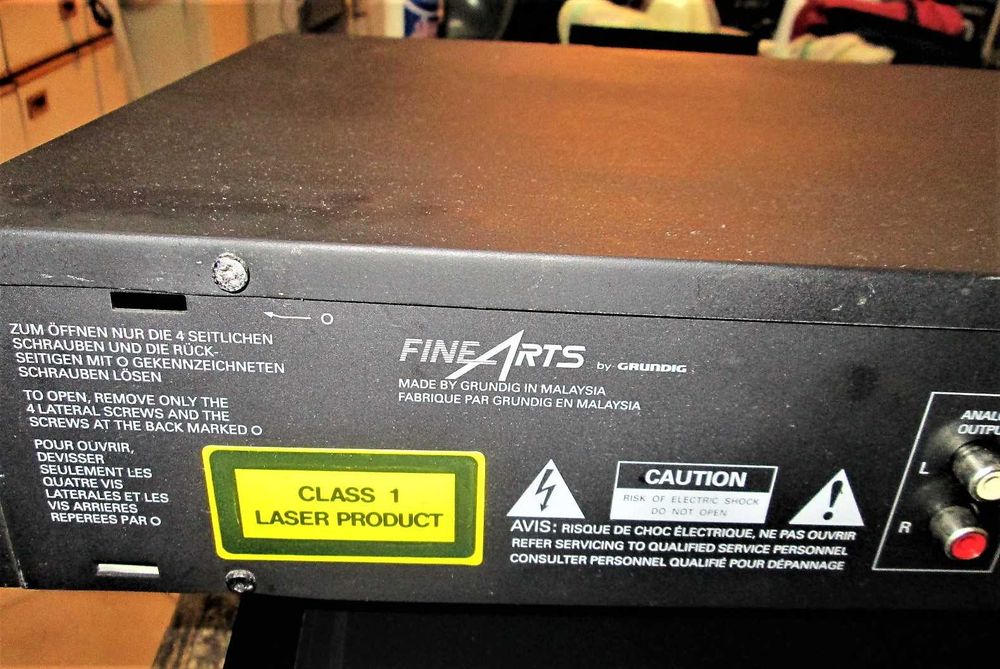 ZUM ÖFFNEN NUR DIE 4 SEITLICHEN
SCHRAUBEN UND DIE RÜCK-
SEITIGEN MIT O GEKENNZEICHNETEN
SCHRAUBEN LÖSEN
TO OPEN, REMOVE ONLY THE
4 LATERAL SCREWS AND THE
SCREWS AT THE BACK MARKED O
POUR OUVRIR,
DEVISSER
SEULEMENT LES
QUATRE VIS
LATERALES ET LES
VIS ARRIERES
REPEREES PAR O
O
FINE ARTS by GRUNDIG
MADE BY GRUNDIG IN MALAYSIA
FABRIQUE PAR GRUNDIG EN MALAYSIA
CLASS 1
LASER PRODUCT
CAUTION
RISK OF ELECTRIC SHOCK
DO NOT OPEN
AVIS: RISQUE DE CHOC ÉLECTRIQUE, NE PAS OUVRIR
REFER SERVICING TO QUALIFIED SERVICE PERSONNEL
CONSULTER PERSONNEL QUALIFIÉ POUR DÉPANNAGE
ANALO
OUTPU
L
R